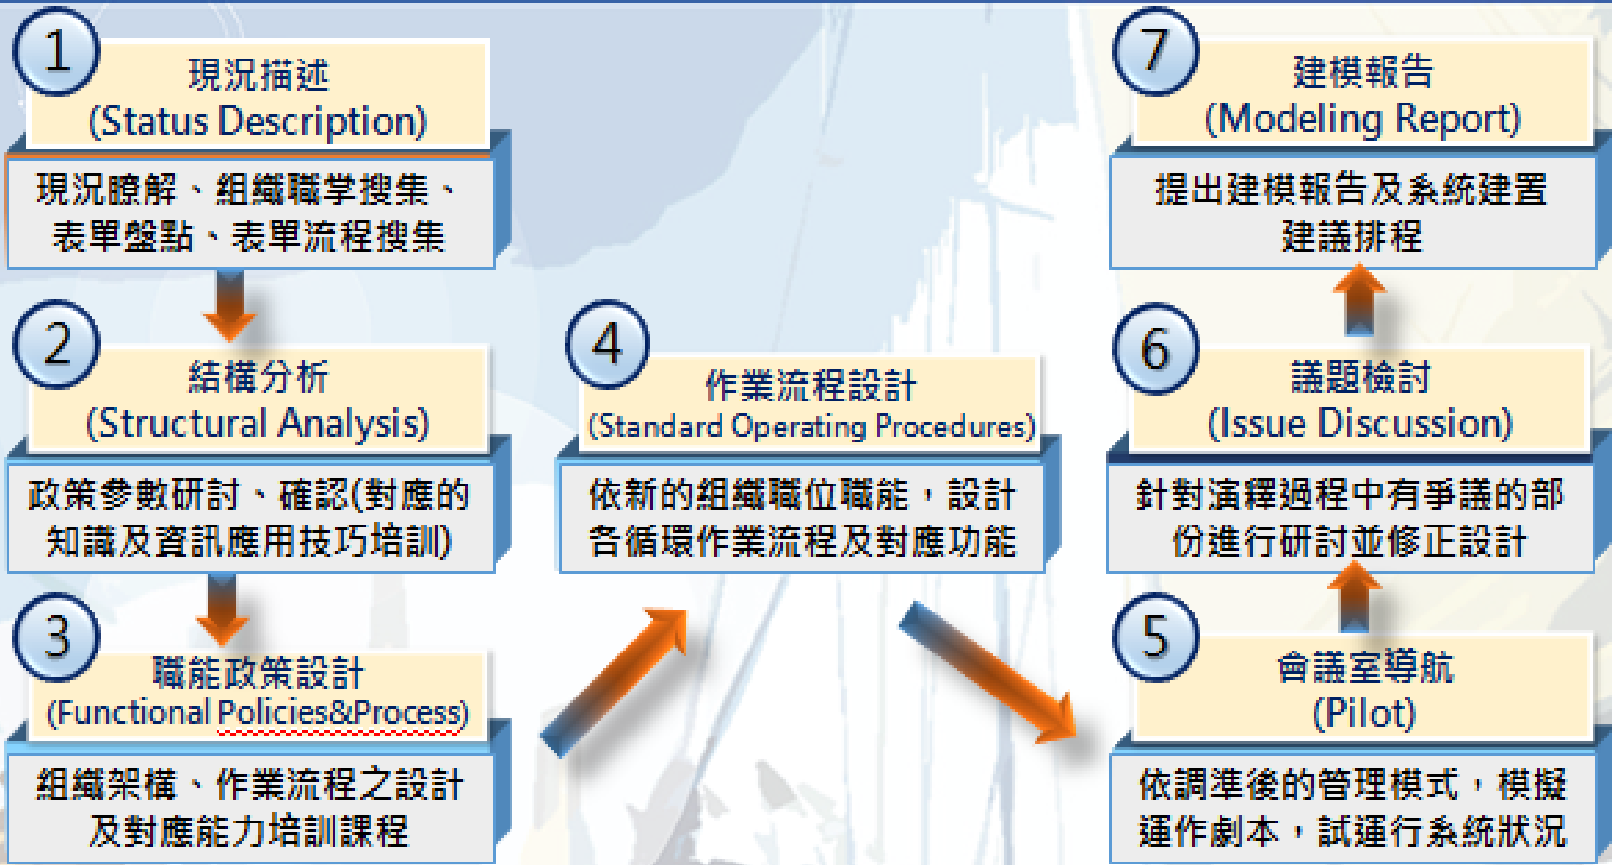 1
現況描述
(Status Description)
現況瞭解、組織職掌搜集、
表單盤點、表單流程搜集
2
結構分析
(Structural Analysis)
政策參數研討、確認(對應的
知識及資訊應用技巧培訓)
3
職能政策設計
(Functional Policies&Process)
組織架構、作業流程之設計
及對應能力培訓課程
4
作業流程設計
(Standard Operating Procedures)
依新的組織職位職能，設計
各循環作業流程及對應功能
5
會議室導航
(Pilot)
依調準後的管理模式，模擬
運作劇本，試運行系統狀況
6
議題檢討
(Issue Discussion)
針對演釋過程中有爭議的部
份進行研討並修正設計
7
建模報告
(Modeling Report)
提出建模報告及系統建置
建議排程